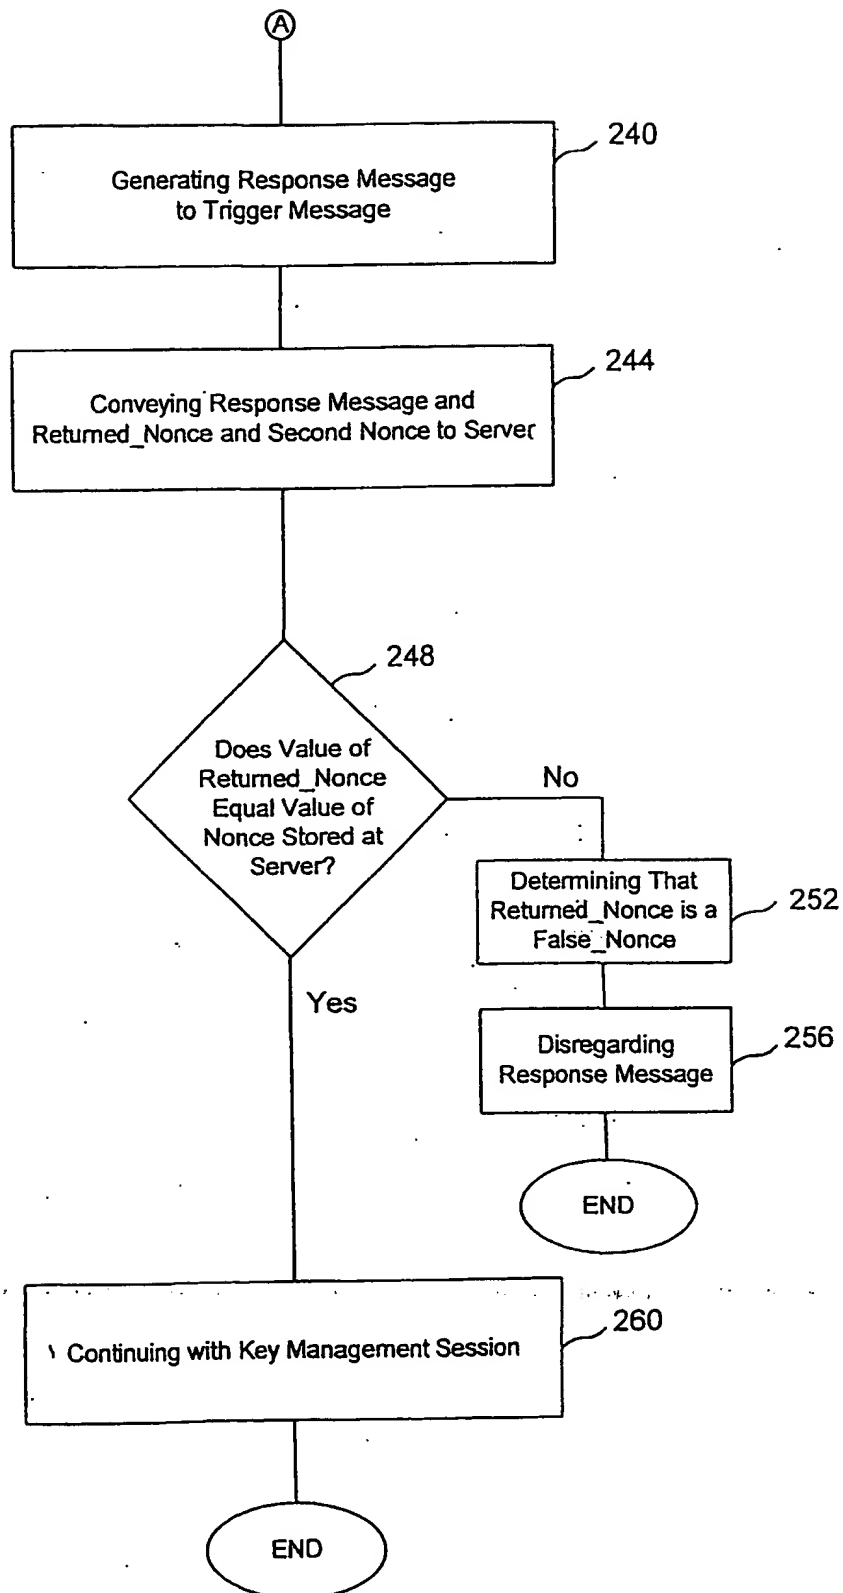 A
240
Generating Response Message
to Trigger Message
244
Conveying Response Message and
Returned_Nonce and Second Nonce to Server
248
Does Value of
Returned_Nonce
Equal Value of
Nonce Stored at
Server?
No
Determining That
Returned_Nonce is a
False_Nonce
252
Yes
Disregarding
Response Message
256
END
Continuing with Key Management Session
260
END